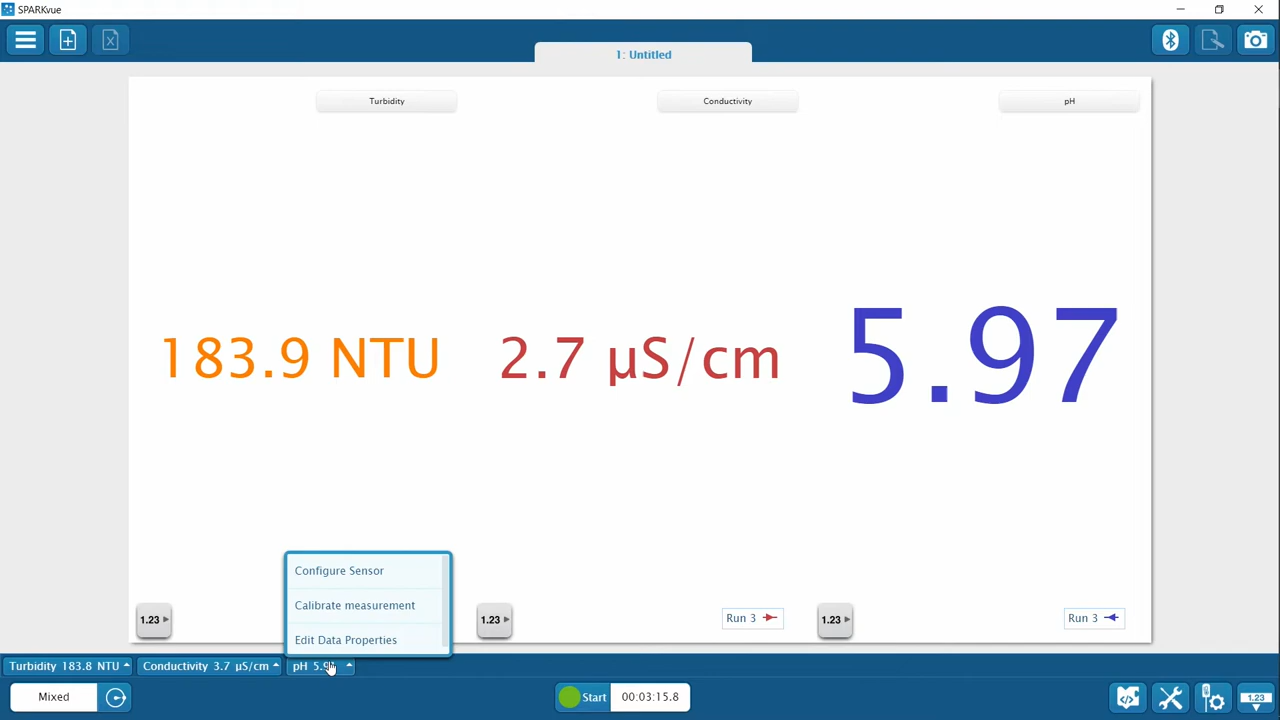 SPARKvue
1: Untitled
Turbidity
Conductivity
pH
183.9 NTU
2.7 µS/cm
5.97
Configure Sensor
Calibrate measurement
Edit Data Properties
1.23
1.23
Run 3
1.23
Run 3
Turbidity 183.8 NTU
Conductivity 3.7 µS/cm
pH
Mixed
Start
00:03:15.8
1.23